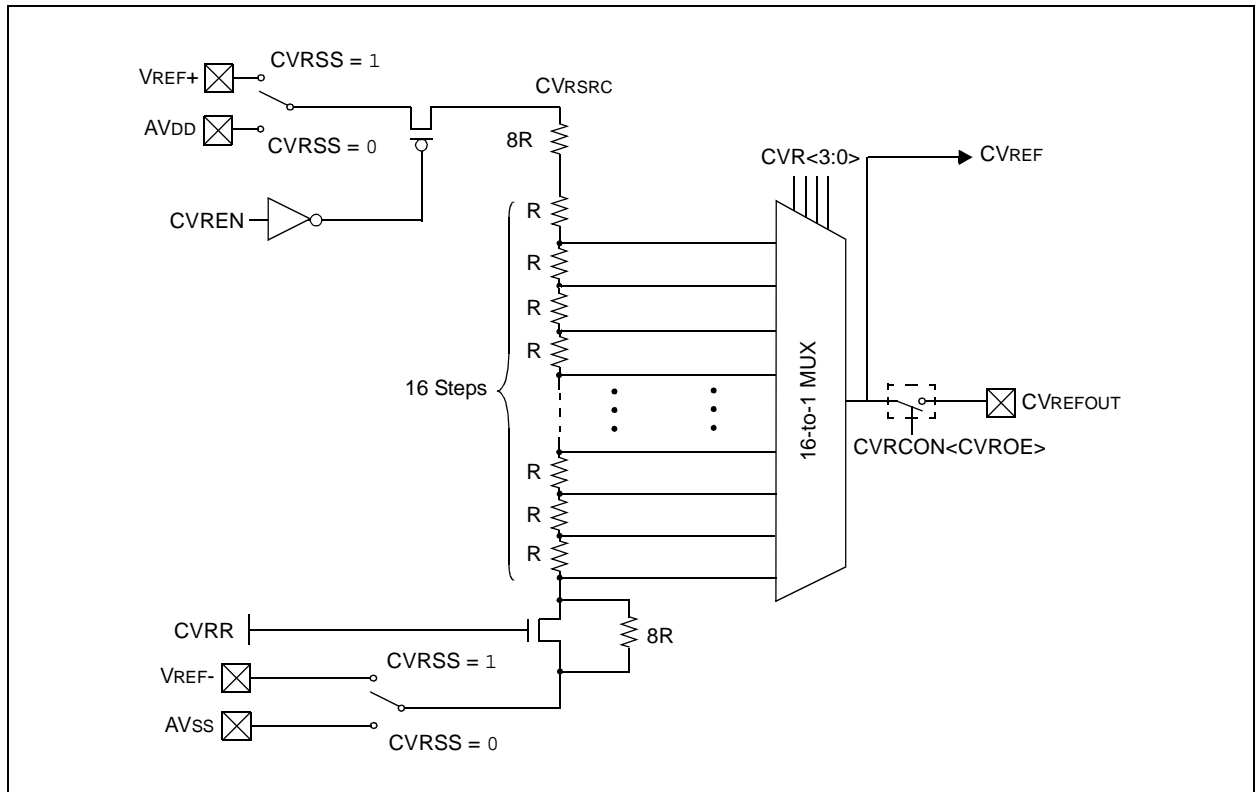 CVRSS = 1
VREF+
CVRSRC
AVDD
8R
CVRSS = 0
CVR<3:0>
CVREF
CVREN
R
R
R
R
16 Steps
16-to-1 MUX
CVREFOUT
CVRCON<CVROE>
R
R
R
CVRR
8R
CVRSS = 1
VREF-
AVSS
CVRSS = 0